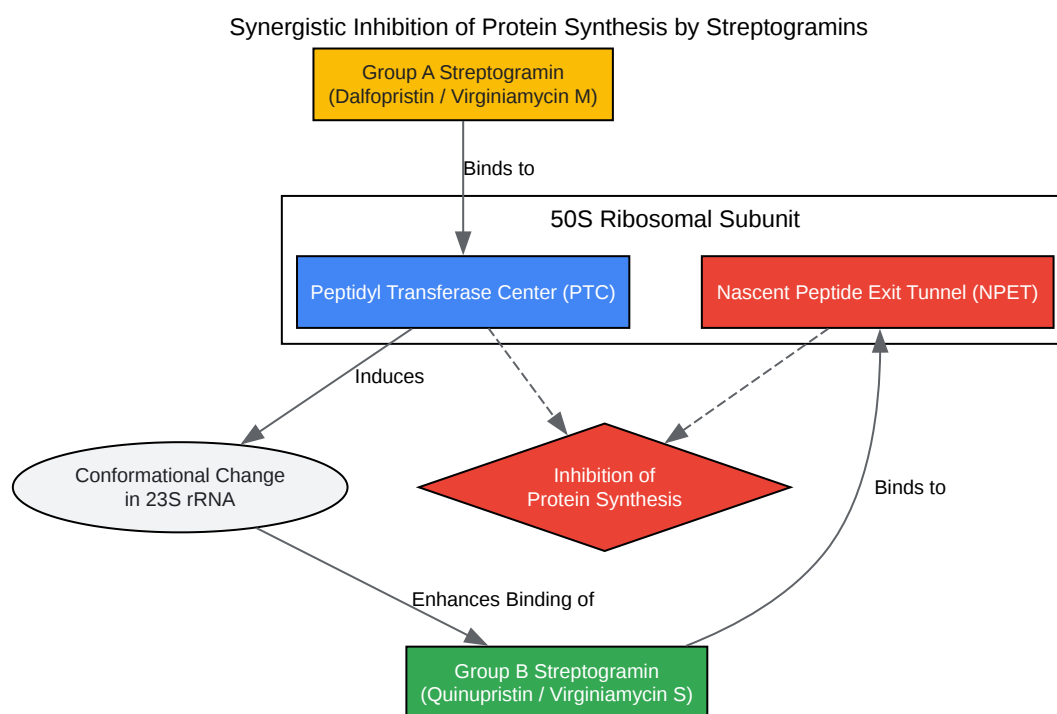 Synergistic Inhibition of Protein Synthesis by Streptogramins
Group A Streptogramin
(Dalfopristin / Virginiamycin M)
Binds to
50S Ribosomal Subunit
Peptidyl Transferase Center (PTC)
Nascent Peptide Exit Tunnel (NPET)
Induces
Conformational Change
in 23S rRNA
Inhibition of
Protein Synthesis
Binds to
Enhances Binding of
Group B Streptogramin
(Quinupristin / Virginiamycin S)